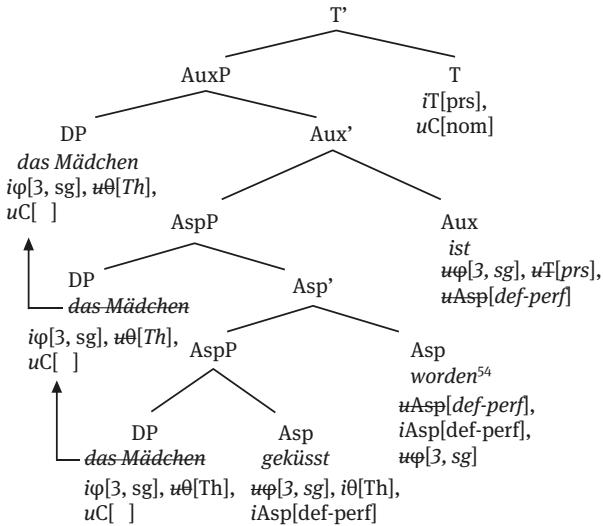 T’
AuxP T
iT[prs],
uC[nom]
DP Aux’
das Mädchen
iφ[3, sg], uθ[Th],
uC[ ]
AspP Aux
ist
uφ[3, sg], uT[prs],
uAsp[def-perf]
DP Asp’
das Mädchen
iφ[3, sg], uθ[Th],
uC[ ]
AspP Asp
worden⁵⁴
uAsp[def-perf],
iAsp[def-perf],
uφ[3, sg]
DP Asp
das Mädchen geküsst
iφ[3, sg], uθ[Th], uφ[3, sg], iθ[Th],
uC[ ] iAsp[def-perf]